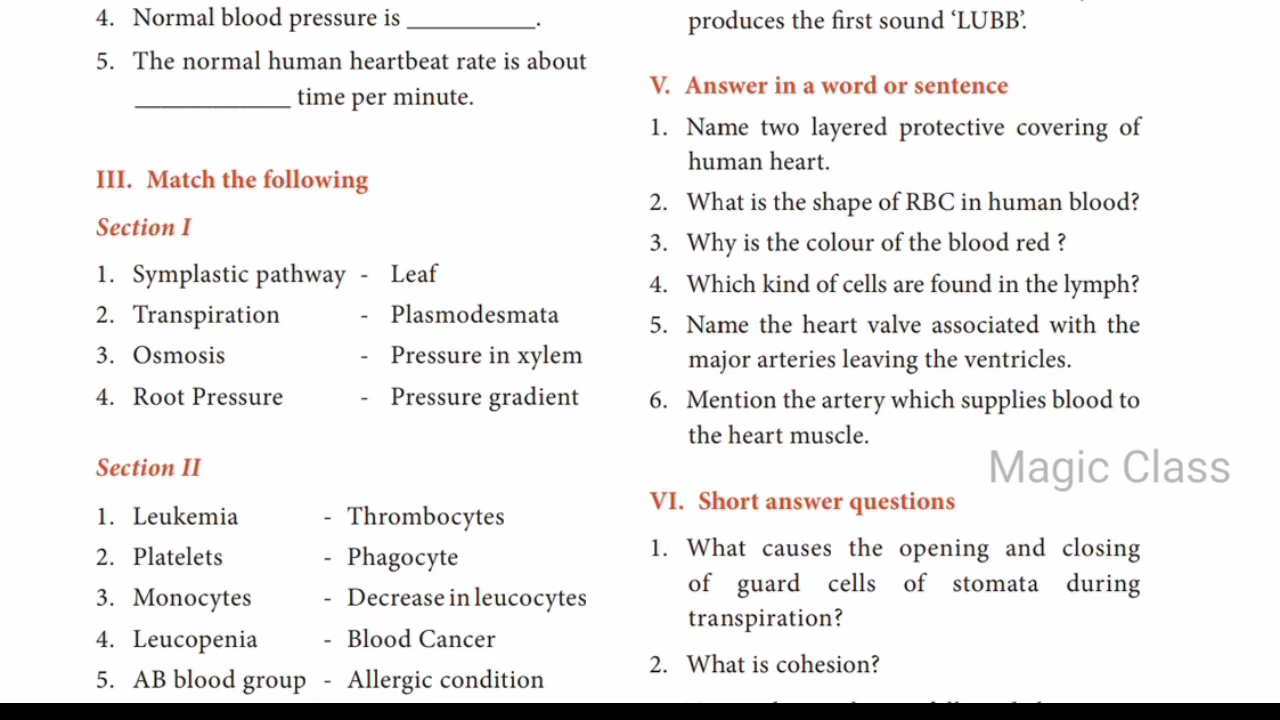 4. Normal blood pressure is __________.
5. The normal human heartbeat rate is about
____________ time per minute.
III. Match the following
Section I
1. Symplastic pathway - Leaf
2. Transpiration - Plasmodesmata
3. Osmosis - Pressure in xylem
4. Root Pressure - Pressure gradient
Section II
1. Leukemia - Thrombocytes
2. Platelets - Phagocyte
3. Monocytes - Decrease in leucocytes
4. Leucopenia - Blood Cancer
5. AB blood group - Allergic condition
produces the first sound ‘LUBB’.
V. Answer in a word or sentence
1. Name two layered protective covering of
human heart.
2. What is the shape of RBC in human blood?
3. Why is the colour of the blood red ?
4. Which kind of cells are found in the lymph?
5. Name the heart valve associated with the
major arteries leaving the ventricles.
6. Mention the artery which supplies blood to
the heart muscle.
Magic Class
VI. Short answer questions
1. What causes the opening and closing
of guard cells of stomata during
transpiration?
2. What is cohesion?